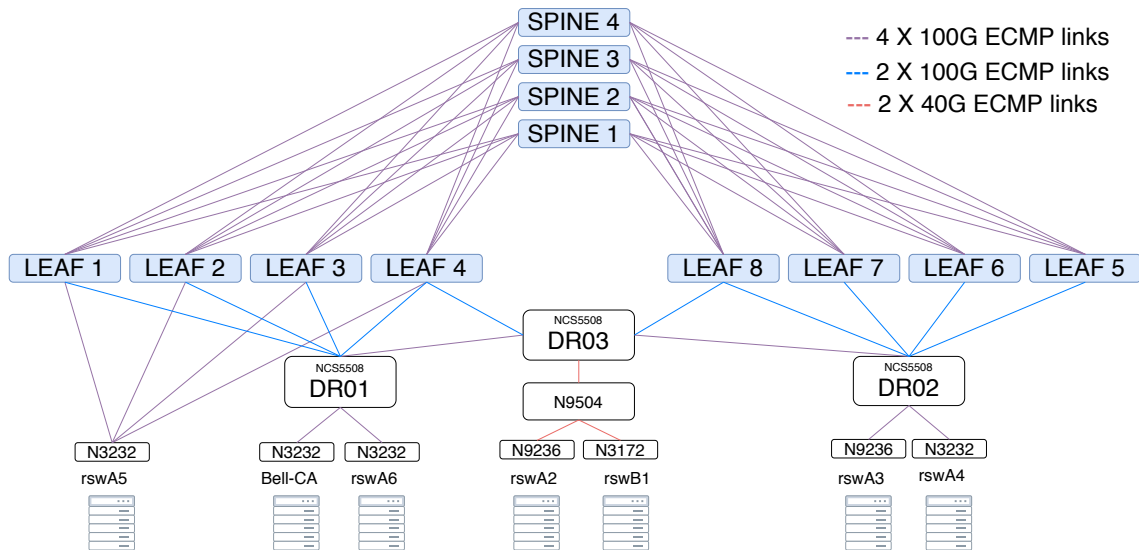 SPINE 4
SPINE 3
SPINE 2
SPINE 1
4 X 100G ECMP links
2 X 100G ECMP links
2 X 40G ECMP links
LEAF 1
LEAF 2
LEAF 3
LEAF 4
LEAF 8
LEAF 7
LEAF 6
LEAF 5
NCS5508
DR03
NCS5508
DR01
NCS5508
DR02
N9504
N3232
rswA5
N3232
Bell-CA
N3232
rswA6
N9236
rswA2
N3172
rswB1
N9236
rswA3
N3232
rswA4